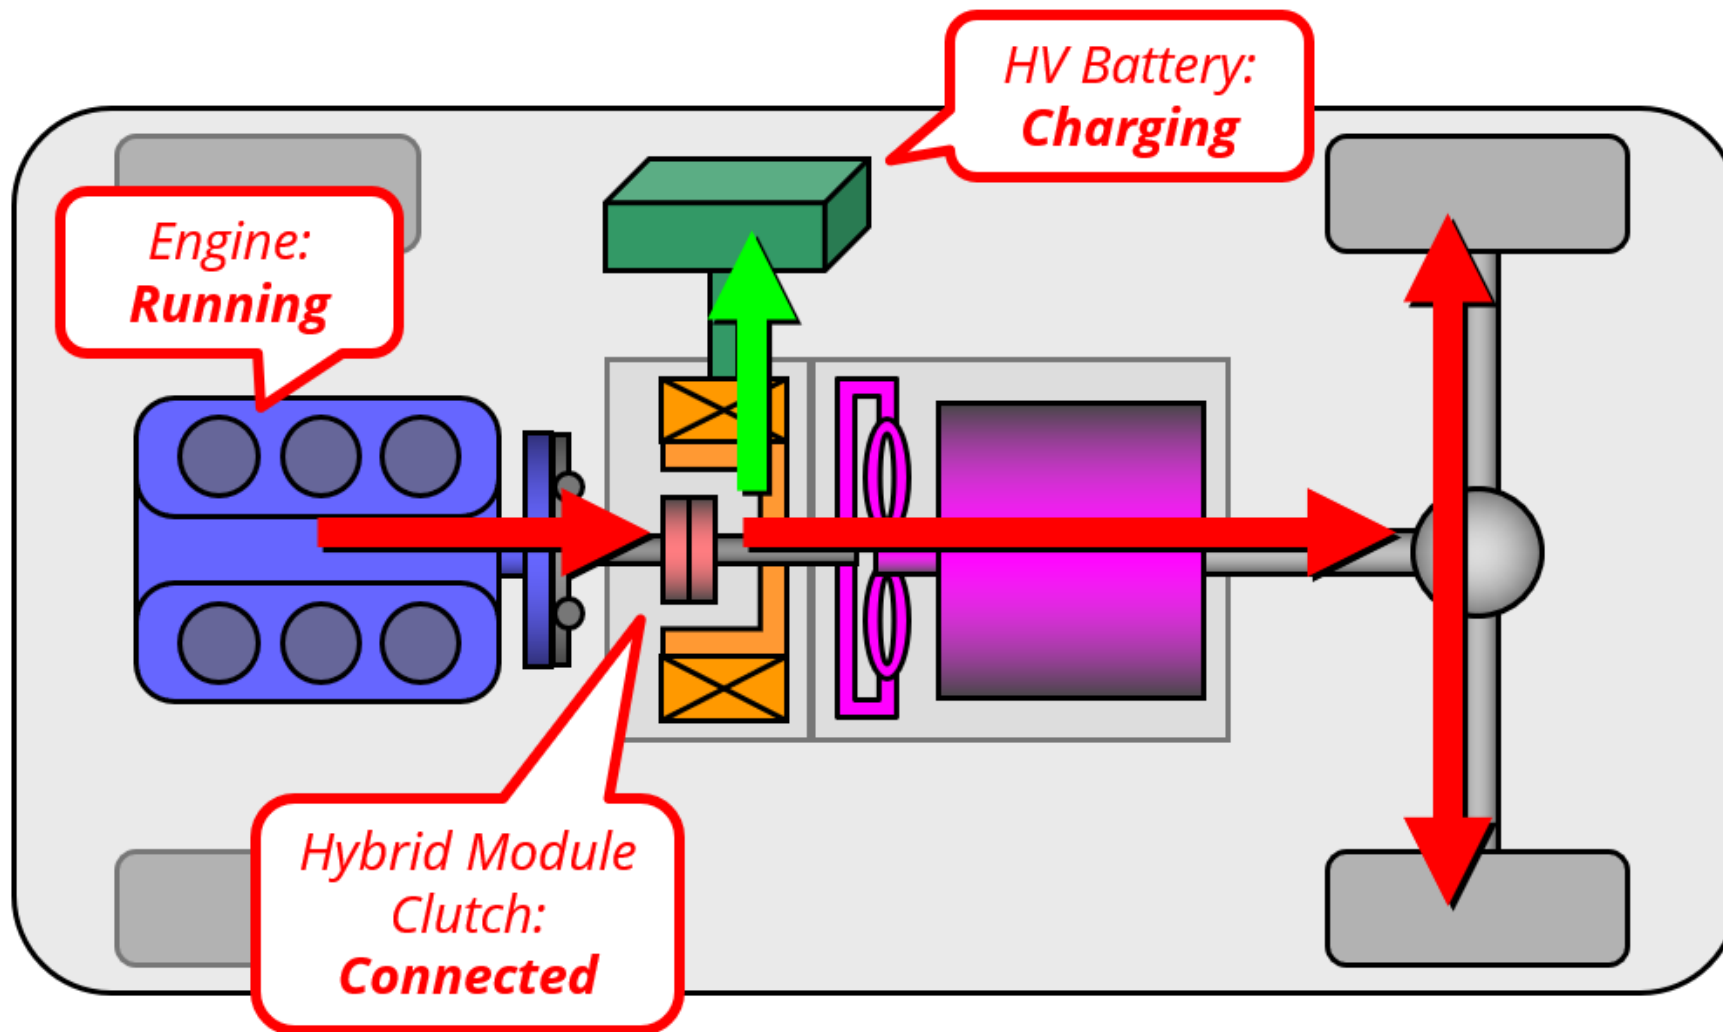 HV Battery:
Charging
Engine:
Running
Hybrid Module
Clutch:
Connected